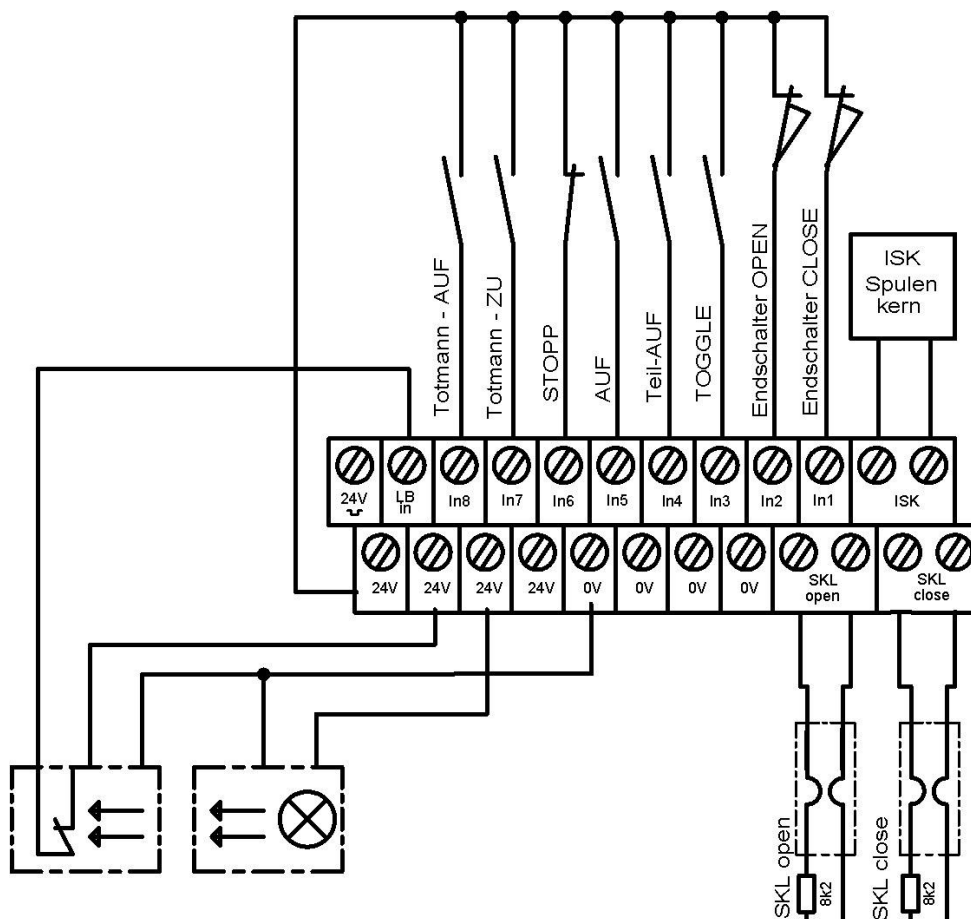 Totmann - AUF
Totmann - ZU
STOPP
AUF
Teil-AUF
TOGGLE
Endschalter OPEN
Endschalter CLOSE
ISK
Spulen
kern
24V
LB
in
In8
In7
In6
In5
In4
In3
In2
In1
ISK
24V
24V
24V
24V
0V
0V
0V
0V
SKL
open
SKL
close
SKL open
8k2
SKL close
8k2